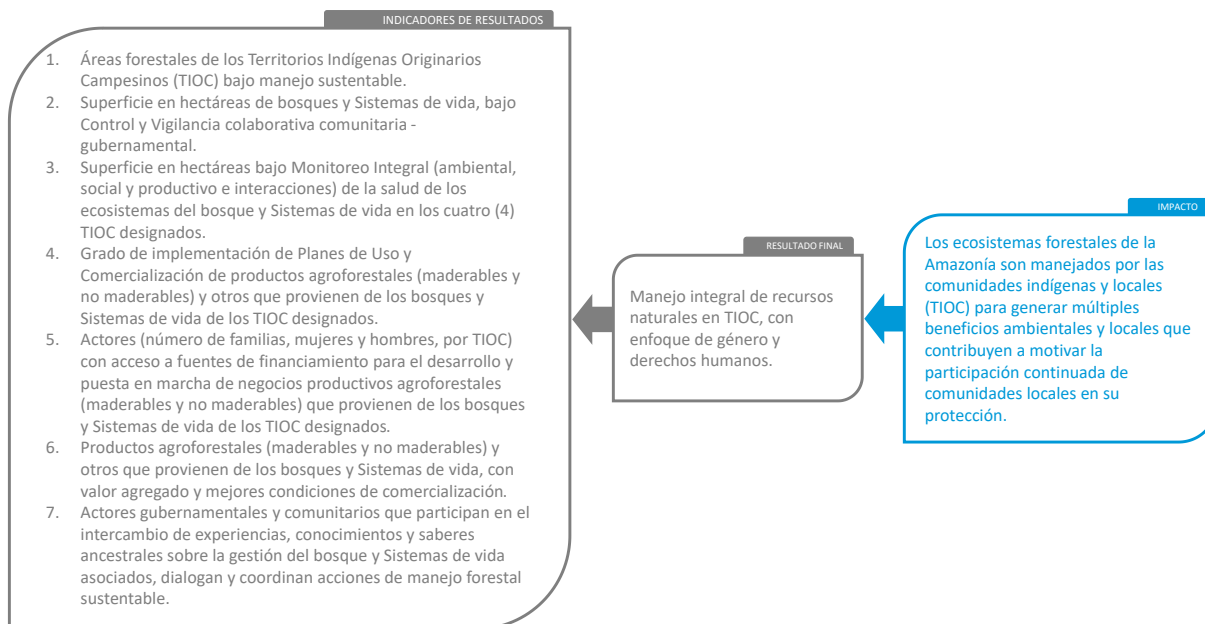 INDICADORES DE RESULTADOS
1. Áreas forestales de los Territorios Indígenas Originarios
Campesinos (TIOC) bajo manejo sustentable.
2. Superficie en hectáreas de bosques y Sistemas de vida, bajo
Control y Vigilancia colaborativa comunitaria -
gubernamental.
3. Superficie en hectáreas bajo Monitoreo Integral (ambiental,
social y productivo e interacciones) de la salud de los
ecosistemas del bosque y Sistemas de vida en los cuatro (4)
TIOC designados.
4. Grado de implementación de Planes de Uso y
Comercialización de productos agroforestales (maderables y
no maderables) y otros que provienen de los bosques y
Sistemas de vida de los TIOC designados.
5. Actores (número de familias, mujeres y hombres, por TIOC)
con acceso a fuentes de financiamiento para el desarrollo y
puesta en marcha de negocios productivos agroforestales
(maderables y no maderables) que provienen de los bosques
y Sistemas de vida de los TIOC designados.
6. Productos agroforestales (maderables y no maderables) y
otros que provienen de los bosques y Sistemas de vida, con
valor agregado y mejores condiciones de comercialización.
7. Actores gubernamentales y comunitarios que participan en el
intercambio de experiencias, conocimientos y saberes
ancestrales sobre la gestión del bosque y Sistemas de vida
asociados, dialogan y coordinan acciones de manejo forestal
sustentable.
RESULTADO FINAL
Manejo integral de recursos
naturales en TIOC, con
enfoque de género y
derechos humanos.
IMPACTO
Los ecosistemas forestales de la
Amazonía son manejados por las
comunidades indígenas y locales
(TIOC) para generar múltiples
beneficios ambientales y locales que
contribuyen a motivar la
participación continuada de
comunidades locales en su
protección.